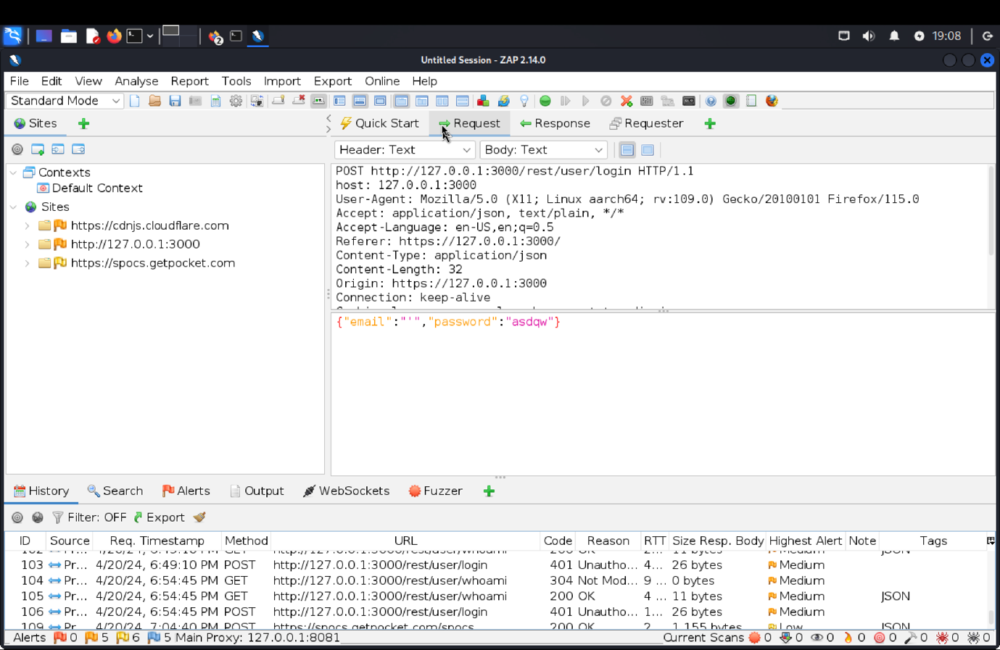 2
19:08
Untitled Session - ZAP 2.14.0
File Edit View Analyse Report Tools Import Export Online Help
Standard Mode
Sites
Quick Start Request Response Requester
Header: Text Body: Text
Contexts
Default Context
Sites
https://cdnjs.cloudflare.com
http://127.0.0.1:3000
https://spocs.getpocket.com
POST http://127.0.0.1:3000/rest/user/login HTTP/1.1
host: 127.0.0.1:3000
User-Agent: Mozilla/5.0 (X11; Linux aarch64; rv:109.0) Gecko/20100101 Firefox/115.0
Accept: application/json, text/plain, */*
Accept-Language: en-US,en;q=0.5
Referer: https://127.0.0.1:3000/
Content-Type: application/json
Content-Length: 32
Origin: https://127.0.0.1:3000
Connection: keep-alive
{"email":"'","password":"asdqw"}
History Search Alerts Output WebSockets Fuzzer
Filter: OFF Export
ID Source Req. Timestamp Method URL Code Reason RTT Size Resp. Body Highest Alert Note Tags
103 Pr... 4/20/24, 6:49:10 PM POST http://127.0.0.1:3000/rest/user/login 401 Unautho... 4... 26 bytes Medium
104 Pr... 4/20/24, 6:54:45 PM GET http://127.0.0.1:3000/rest/user/whoami 304 Not Mod... 9 ... 0 bytes Medium
105 Pr... 4/20/24, 6:54:45 PM GET http://127.0.0.1:3000/rest/user/whoami 200 OK 4 ... 11 bytes Medium JSON
106 Pr... 4/20/24, 6:54:45 PM POST http://127.0.0.1:3000/rest/user/login 401 Unautho... 1... 26 bytes Medium
109 Pr... 4/20/24, 7:04:40 PM POST https://spocs.getpocket.com/spocs 200 OK 2... 1,155 bytes Low JSON
Alerts 0 5 6 5 Main Proxy: 127.0.0.1:8081 Current Scans 0 0 0 0 0 0 0 0